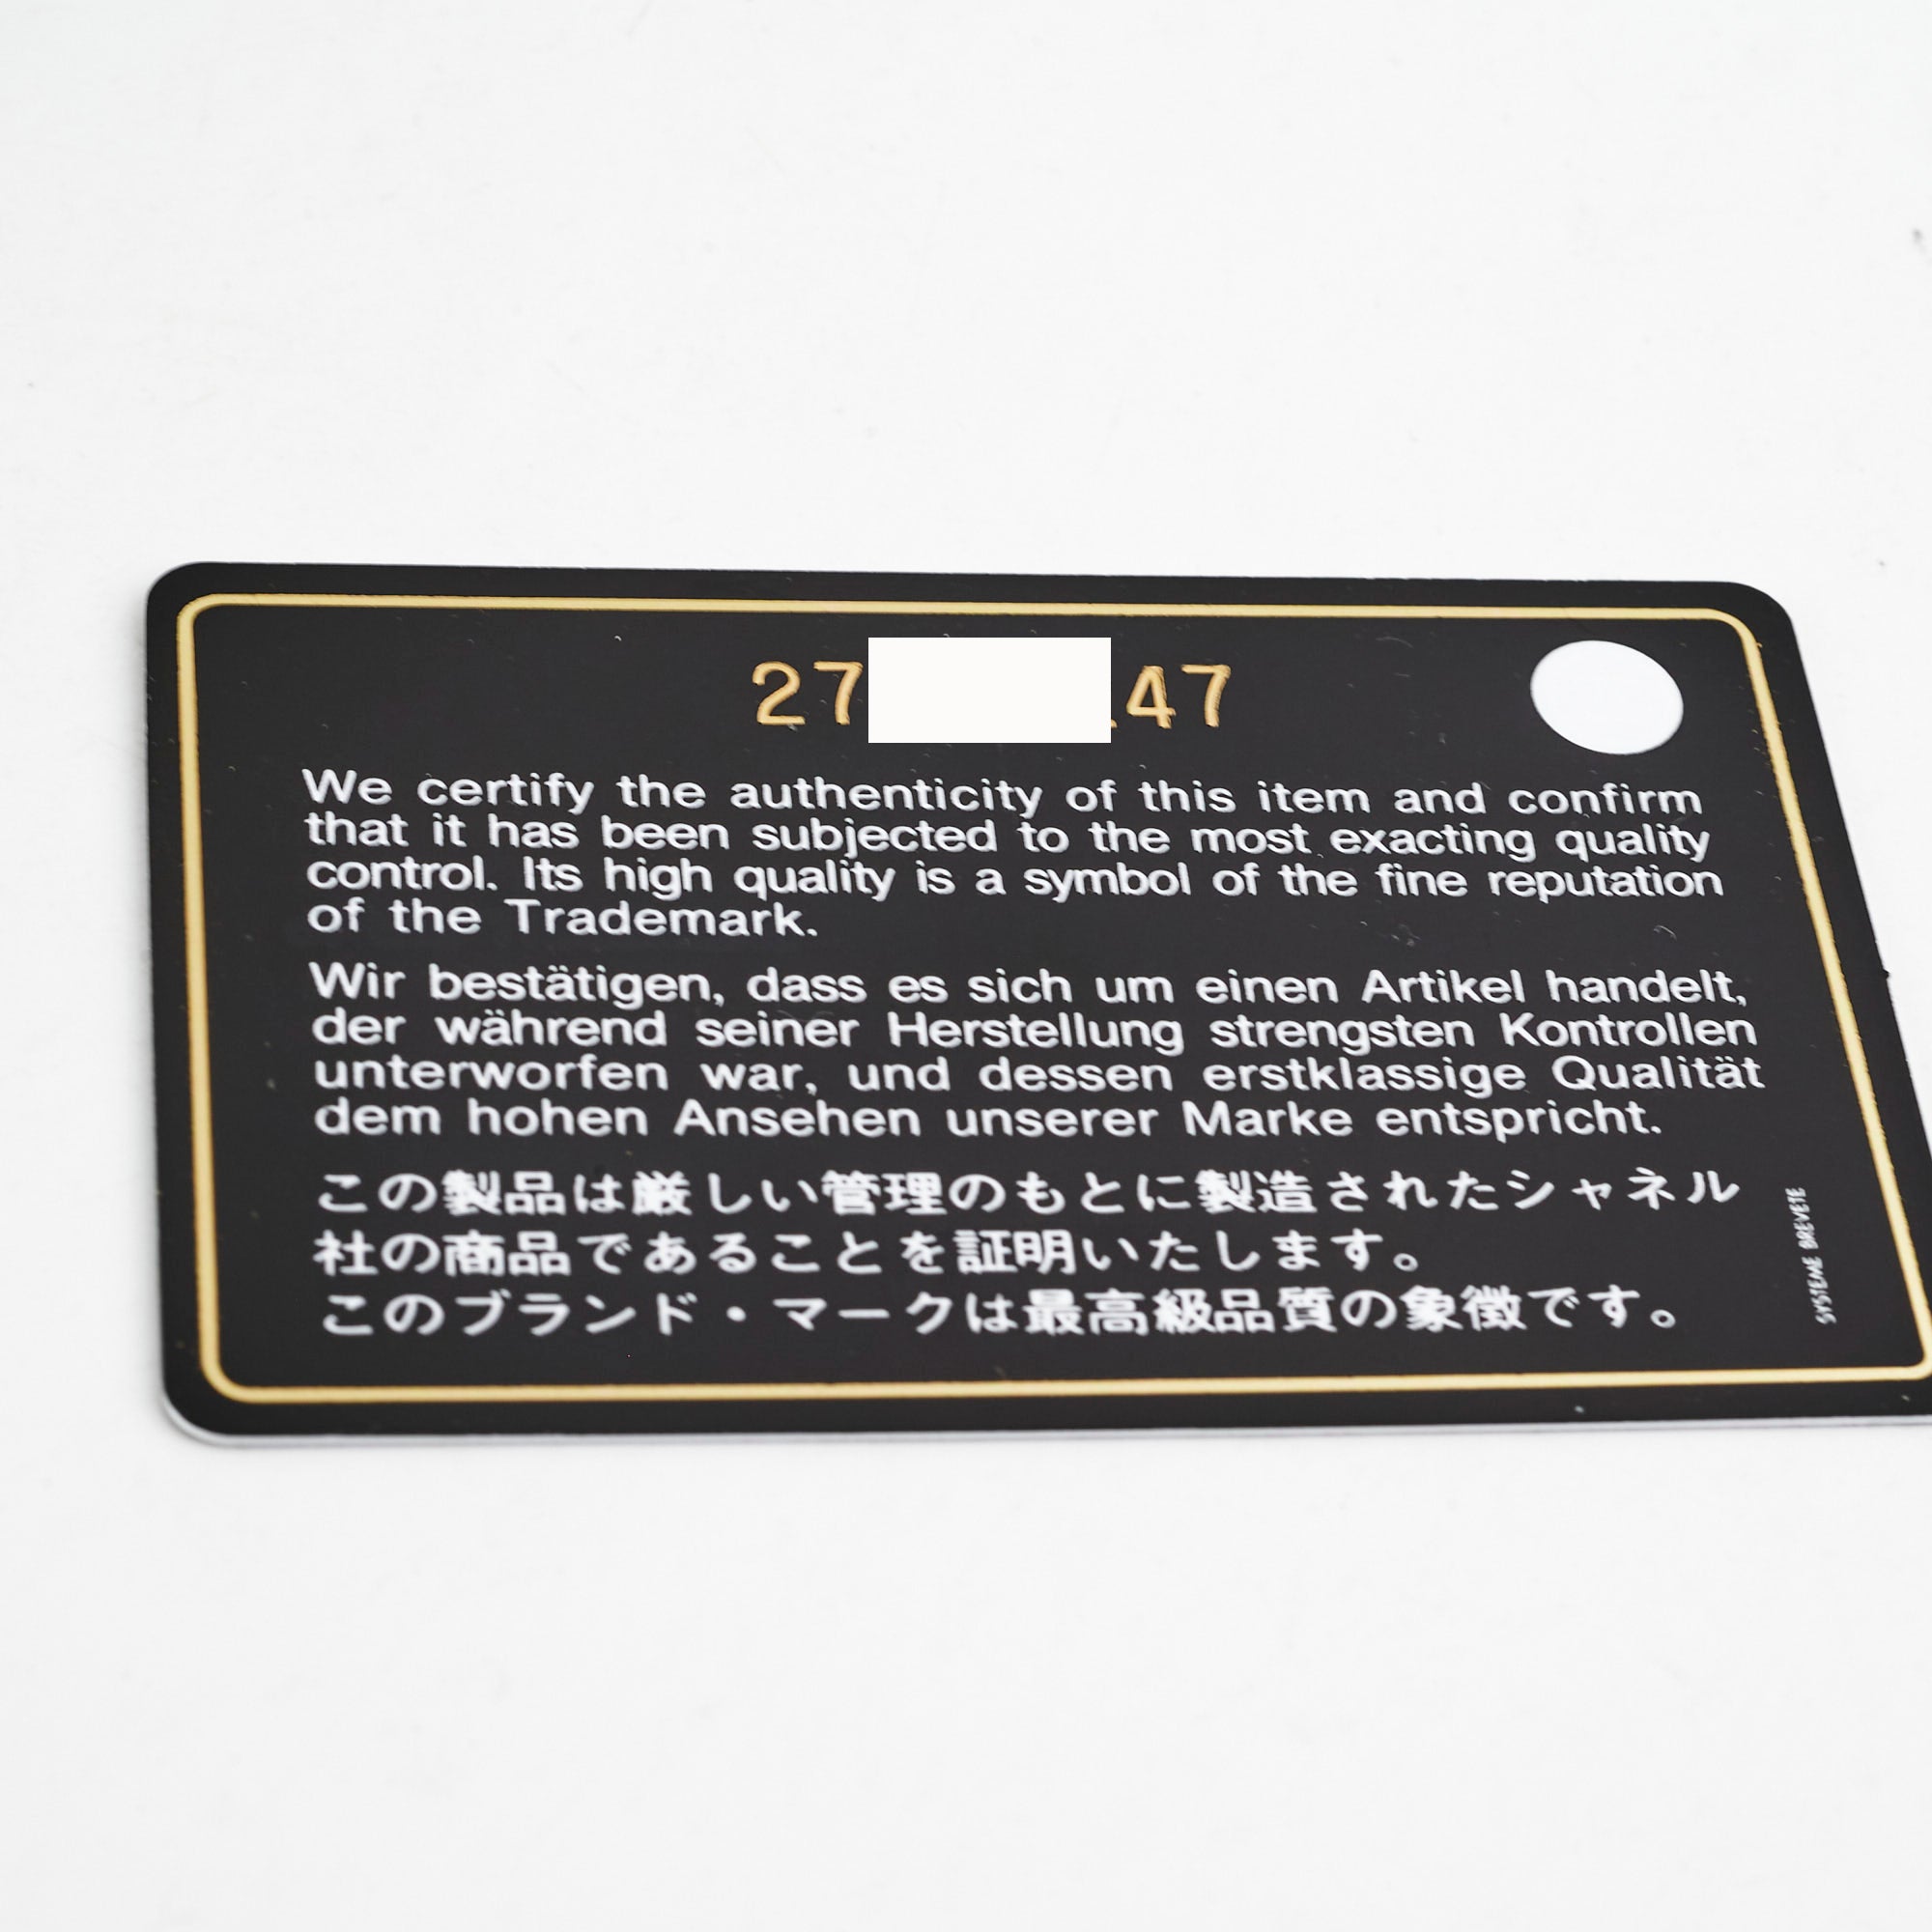 27 47
We certify the authenticity of this item and confirm
that it has been subjected to the most exacting quality
control. Its high quality is a symbol of the fine reputation
of the Trademark.
Wir bestätigen, dass es sich um einen Artikel handelt,
der während seiner Herstellung strengsten Kontrollen
unterworfen war, und dessen erstklassige Qualität
dem hohen Ansehen unserer Marke entspricht.
この製品は厳しい管理のもとに製造されたシャネル
社の商品であることを証明いたします。
このブランド・マークは最高級品質の象徴です。
SYSTEME BREVETE